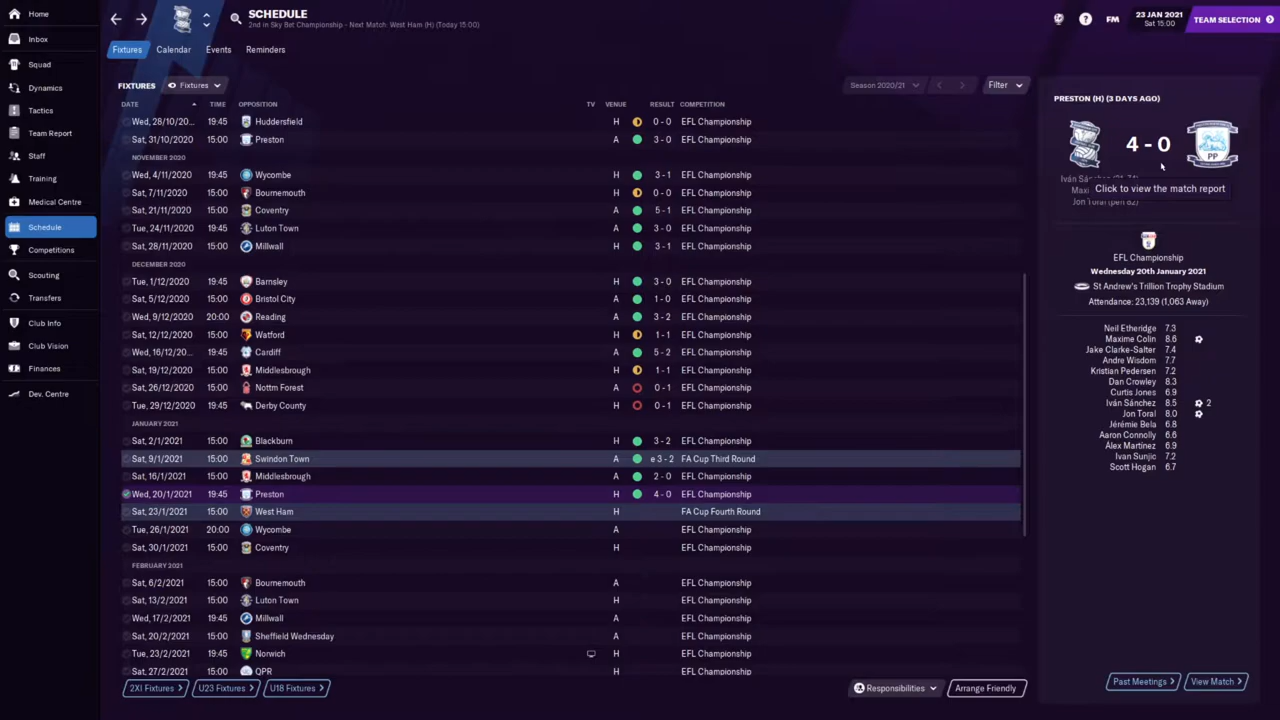 Home
Inbox
Squad
Dynamics
Tactics
Team Report
Staff
Training
Medical Centre
Schedule
Competitions
Scouting
Transfers
Club Info
Club Vision
Finances
Dev. Centre
SCHEDULE
2nd in Sky Bet Championship - Next Match: West Ham (H) (Today 15:00)
FM
23 JAN 2021
Sat 15:00
TEAM SELECTION
Fixtures Calendar Events Reminders
FIXTURES Fixtures Season 2020/21 Filter
DATE TIME OPPOSITION TV VENUE RESULT COMPETITION
Wed, 28/10/20... 19:45 Huddersfield H 0 - 0 EFL Championship
Sat, 31/10/2020 15:00 Preston A 3 - 0 EFL Championship
NOVEMBER 2020
Wed, 4/11/2020 19:45 Wycombe H 3 - 1 EFL Championship
Sat, 7/11/2020 15:00 Bournemouth H 0 - 0 EFL Championship
Sat, 21/11/2020 15:00 Coventry A 5 - 1 EFL Championship
Tue, 24/11/2020 19:45 Luton Town A 3 - 0 EFL Championship
Sat, 28/11/2020 15:00 Millwall H 3 - 1 EFL Championship
DECEMBER 2020
Tue, 1/12/2020 19:45 Barnsley H 3 - 0 EFL Championship
Sat, 5/12/2020 15:00 Bristol City A 1 - 0 EFL Championship
Wed, 9/12/2020 20:00 Reading A 3 - 2 EFL Championship
Sat, 12/12/2020 15:00 Watford H 1 - 1 EFL Championship
Wed, 16/12/20... 19:45 Cardiff A 5 - 2 EFL Championship
Sat, 19/12/2020 15:00 Middlesbrough H 1 - 1 EFL Championship
Sat, 26/12/2020 15:00 Nottm Forest A 0 - 1 EFL Championship
Tue, 29/12/2020 19:45 Derby County H 0 - 1 EFL Championship
JANUARY 2021
Sat, 2/1/2021 15:00 Blackburn H 3 - 2 EFL Championship
Sat, 9/1/2021 15:00 Swindon Town A e 3 - 2 FA Cup Third Round
Sat, 16/1/2021 15:00 Middlesbrough A 2 - 0 EFL Championship
Wed, 20/1/2021 19:45 Preston H 4 - 0 EFL Championship
Sat, 23/1/2021 15:00 West Ham H FA Cup Fourth Round
Tue, 26/1/2021 20:00 Wycombe A EFL Championship
Sat, 30/1/2021 15:00 Coventry H EFL Championship
FEBRUARY 2021
Sat, 6/2/2021 15:00 Bournemouth A EFL Championship
Sat, 13/2/2021 15:00 Luton Town H EFL Championship
Wed, 17/2/2021 19:45 Millwall A EFL Championship
Sat, 20/2/2021 15:00 Sheffield Wednesday A EFL Championship
Tue, 23/2/2021 19:45 Norwich H EFL Championship
Sat, 27/2/2021 15:00 QPR H EFL Championship
2XI Fixtures U23 Fixtures U18 Fixtures Responsibilities Arrange Friendly
PRESTON (H) (3 DAYS AGO)
4 - 0
PP
Iván
Maxi
Click to view the match report
Jon Toral (pen 82)
EFL Championship
Wednesday 20th January 2021
St Andrew's Trillion Trophy Stadium
Attendance: 23,139 (1,063 Away)
Neil Etheridge 7.3
Maxime Colin 8.6
Jake Clarke-Salter 7.4
Andre Wisdom 7.7
Kristian Pedersen 7.2
Dan Crowley 8.3
Curtis Jones 6.9
Iván Sánchez 8.5 2
Jon Toral 8.0
Jérémie Bela 6.8
Aaron Connolly 6.6
Álex Martínez 6.9
Ivan Sunjic 7.2
Scott Hogan 6.7
Past Meetings View Match